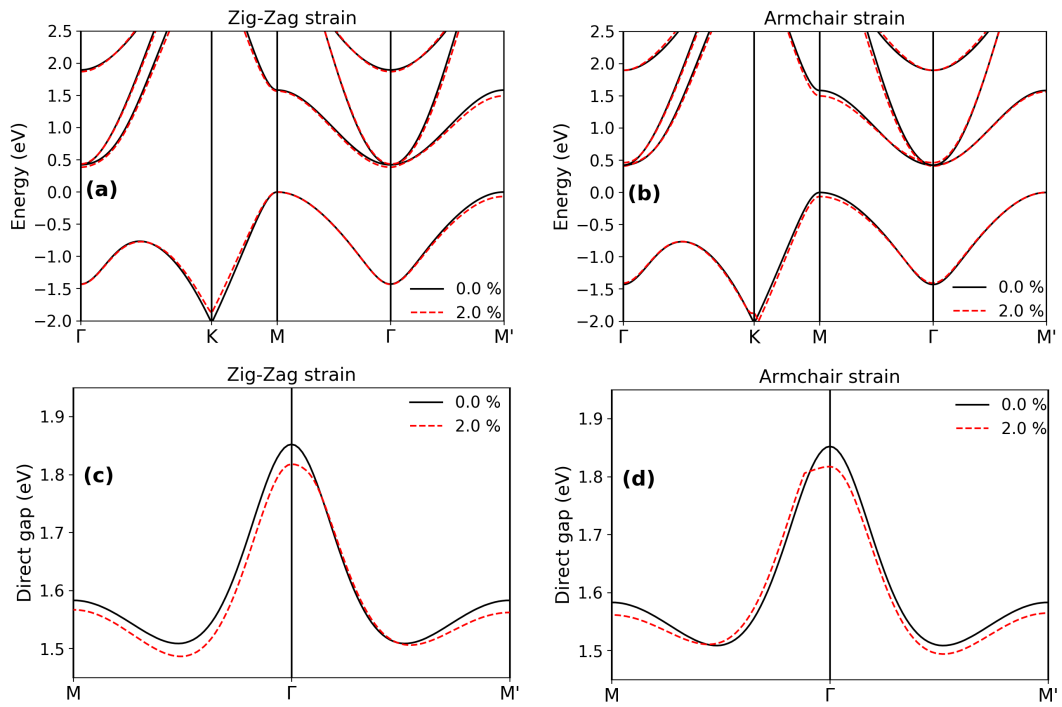 Zig-Zag strain
Energy (eV)
2.5
2.0
1.5
1.0
0.5
0.0
−0.5
−1.0
−1.5
−2.0
(a)
0.0 %
2.0 %
Γ K M Γ M'
Armchair strain
Energy (eV)
2.5
2.0
1.5
1.0
0.5
0.0
−0.5
−1.0
−1.5
−2.0
(b)
0.0 %
2.0 %
Γ K M Γ M'
Zig-Zag strain
Direct gap (eV)
1.9
1.8
1.7
1.6
1.5
(c)
0.0 %
2.0 %
M Γ M'
Armchair strain
Direct gap (eV)
1.9
1.8
1.7
1.6
1.5
(d)
0.0 %
2.0 %
M Γ M'